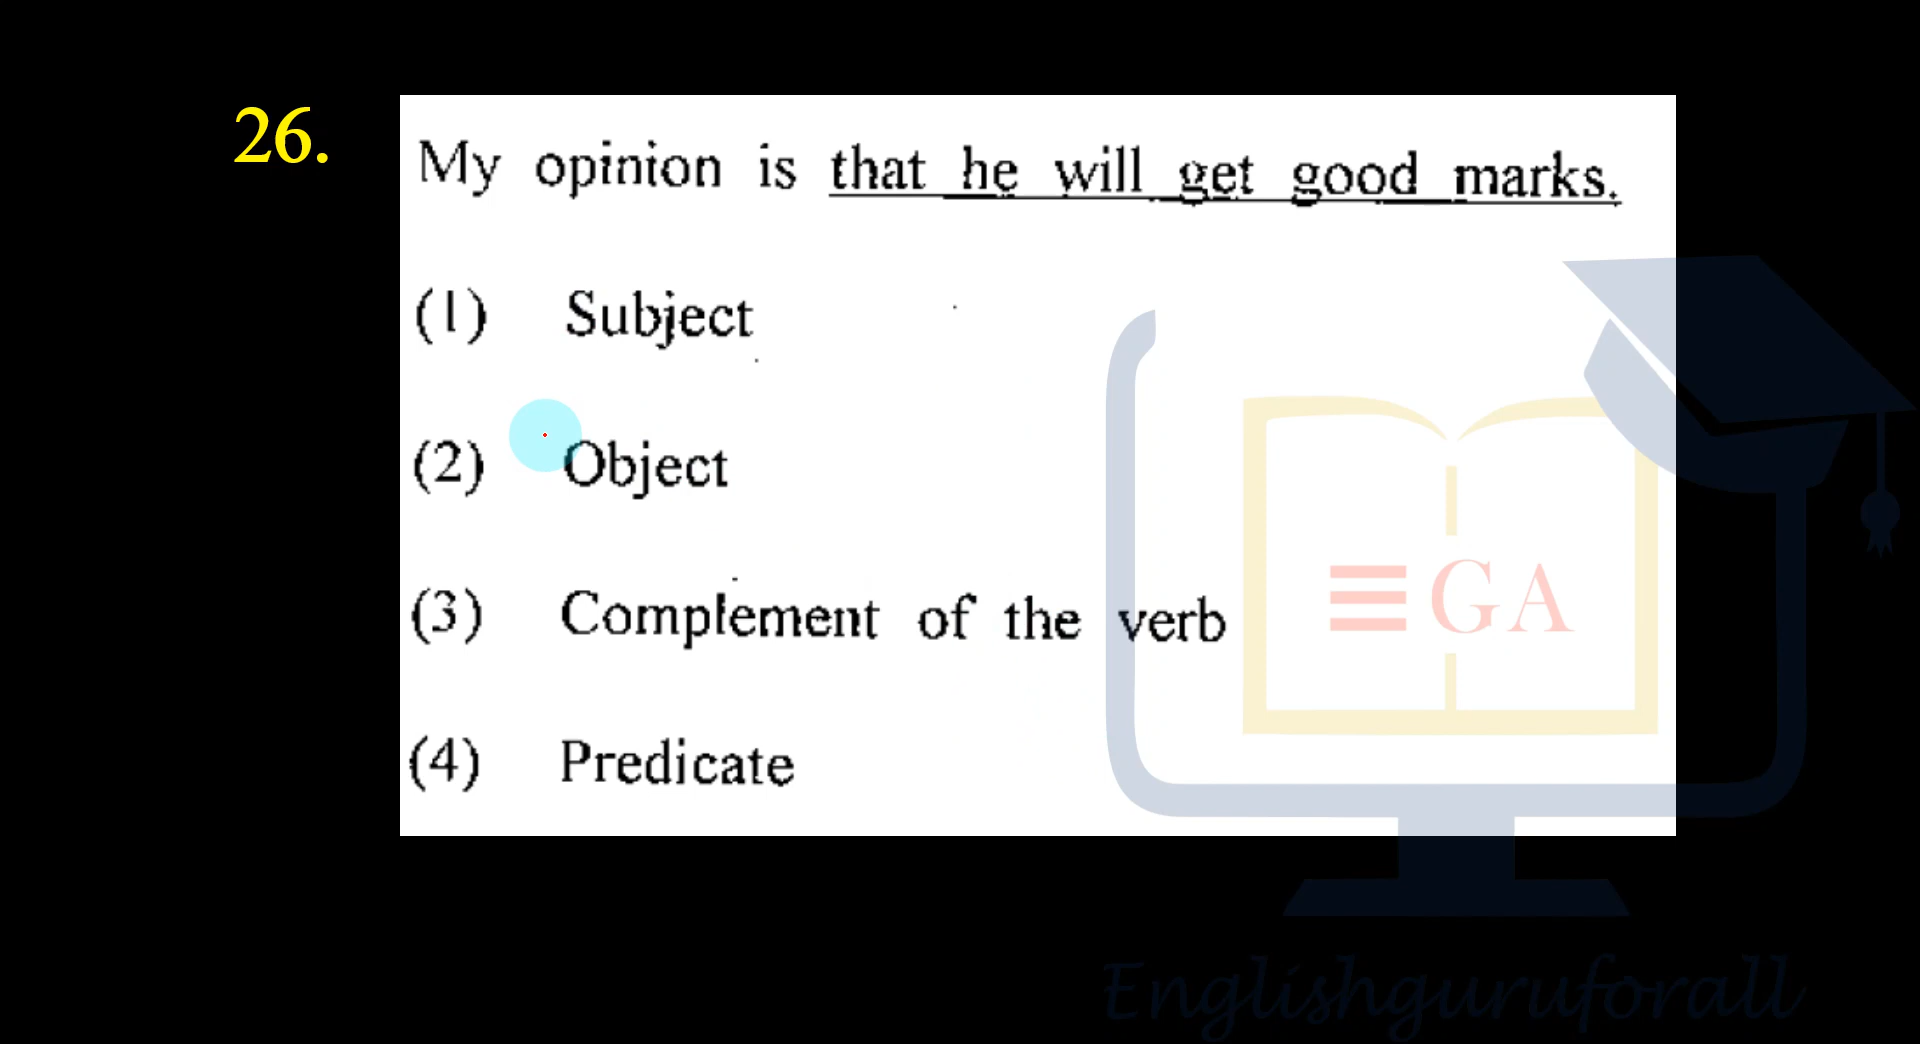 26.
My opinion is that he will get good marks.
(1) Subject
(2) Object
(3) Complement of the verb
(4) Predicate
GA
Englishguruforall